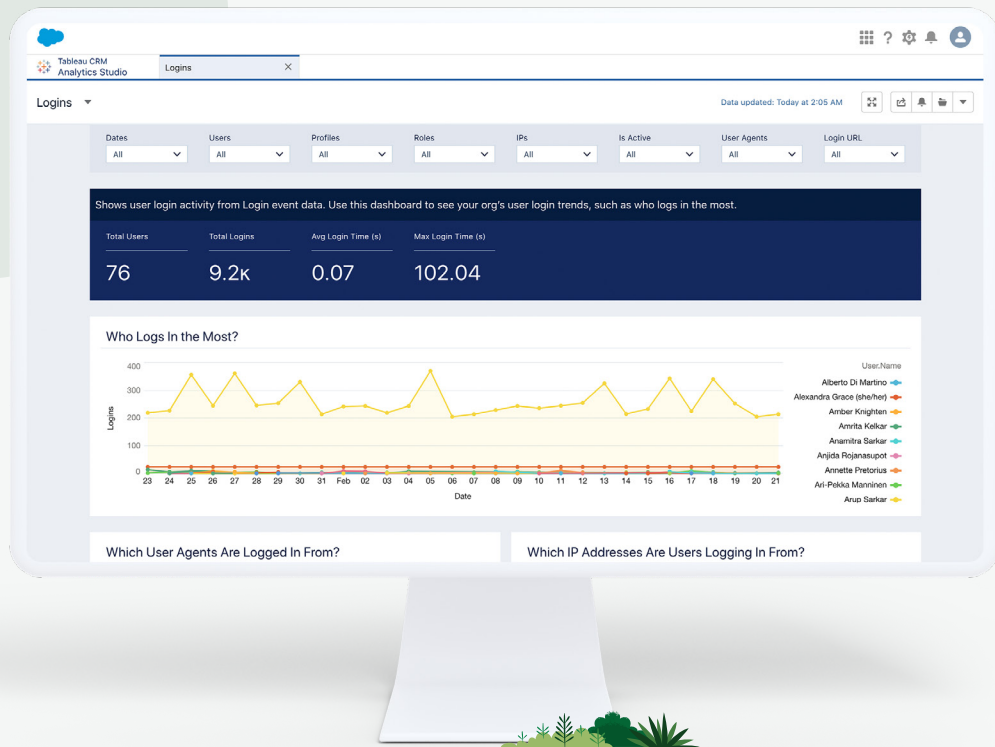 Tableau CRM
Analytics Studio
Logins
Logins
Data updated: Today at 2:05 AM
Dates Users Profiles Roles IPs Is Active User Agents Login URL
All All All All All All All All
Shows user login activity from Login event data. Use this dashboard to see your org's user login trends, such as who logs in the most.
Total Users Total Logins Avg Login Time (s) Max Login Time (s)
76 9.2K 0.07 102.04
Who Logs In the Most?
400
300
200
100
0
Logins
23 24 25 26 27 28 29 30 31 Feb 02 03 04 05 06 07 08 09 10 11 12 13 14 15 16 17 18 19 20 21
Date
User.Name
Alberto Di Martino
Alexandra Grace (she/her)
Amber Knighten
Amrita Kelkar
Anamitra Sarkar
Anjida Rojanasupot
Annette Pretorius
Ari-Pekka Manninen
Arup Sarkar
Which User Agents Are Logged In From?
Which IP Addresses Are Users Logging In From?